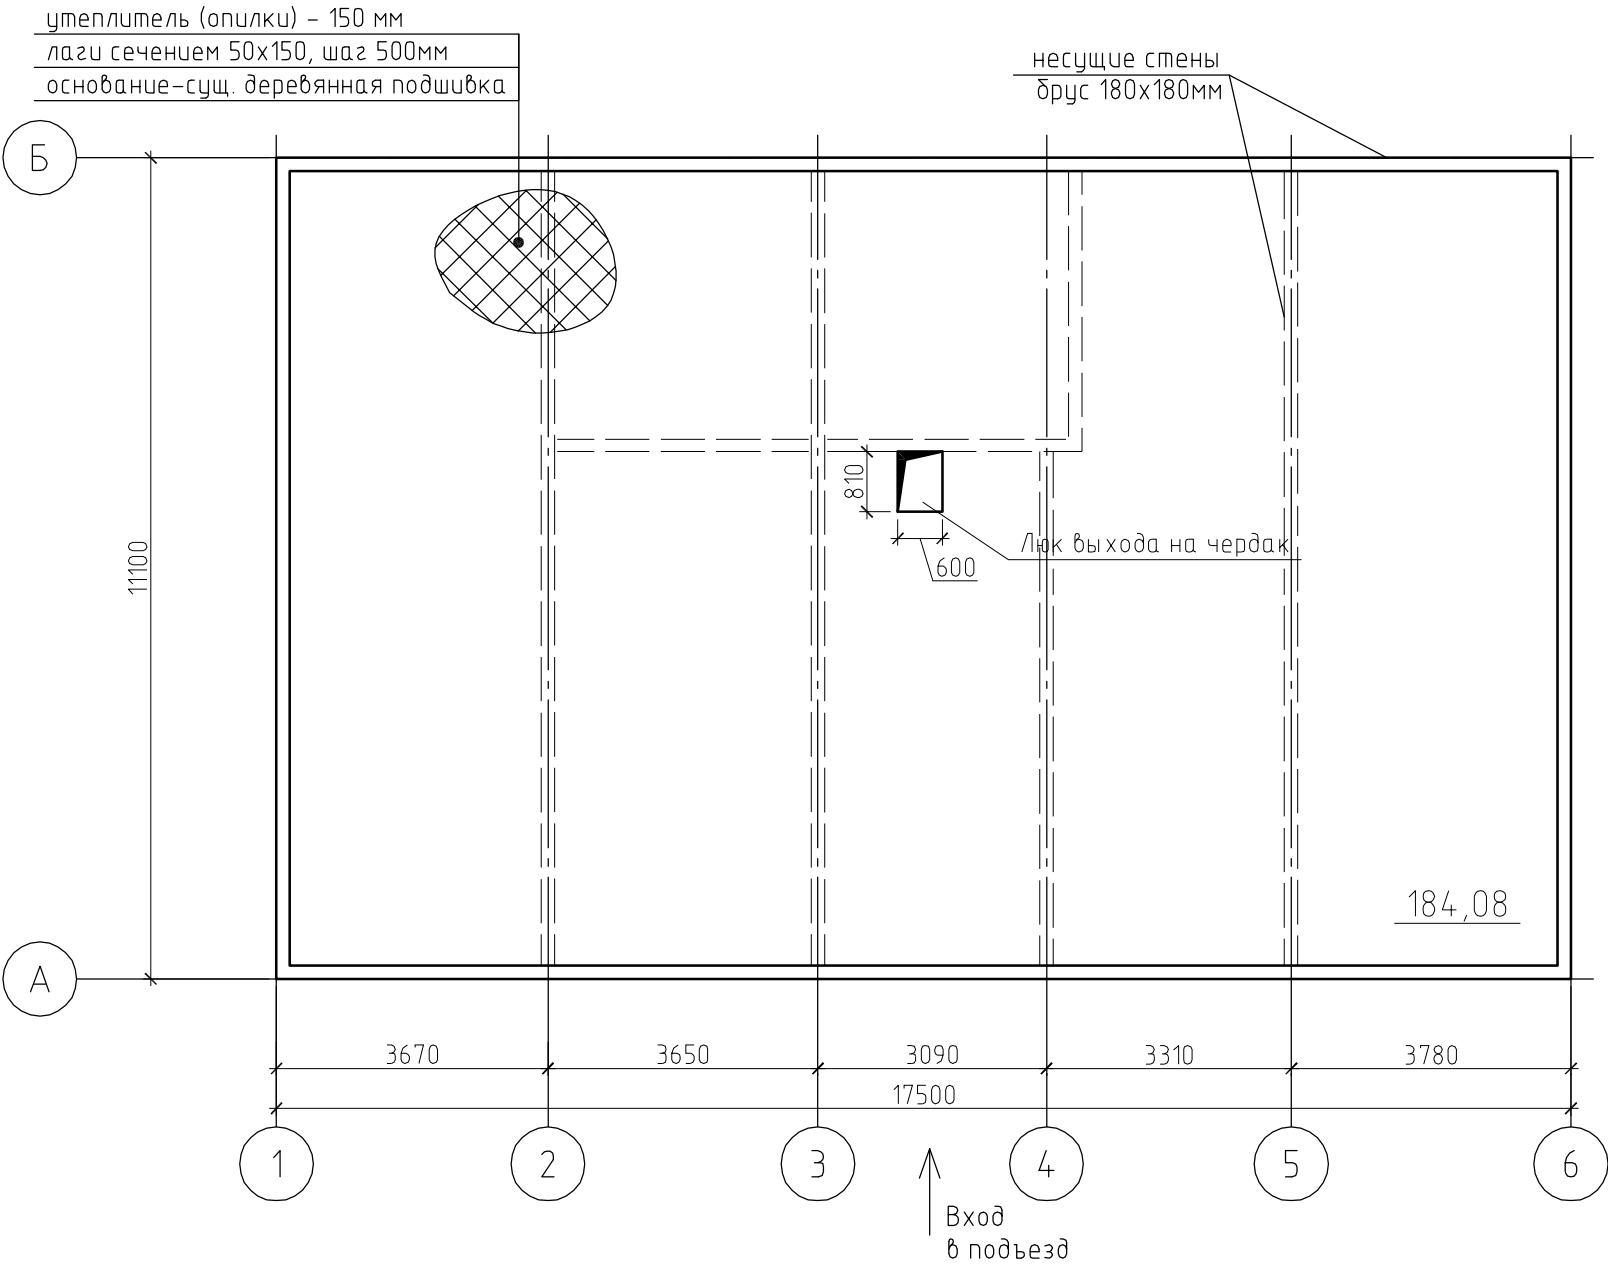 утеплитель (опилки) - 150 мм
лаги сечением 50х150, шаг 500мм
основание-сущ. деревянная подшивка
несущие стены
брус 180х180мм
Б
810
Люк выхода на чердак
600
11100
184,08
А
3670
3650
3090
3310
3780
17500
1
2
3
4
5
6
Вход
в подъезд